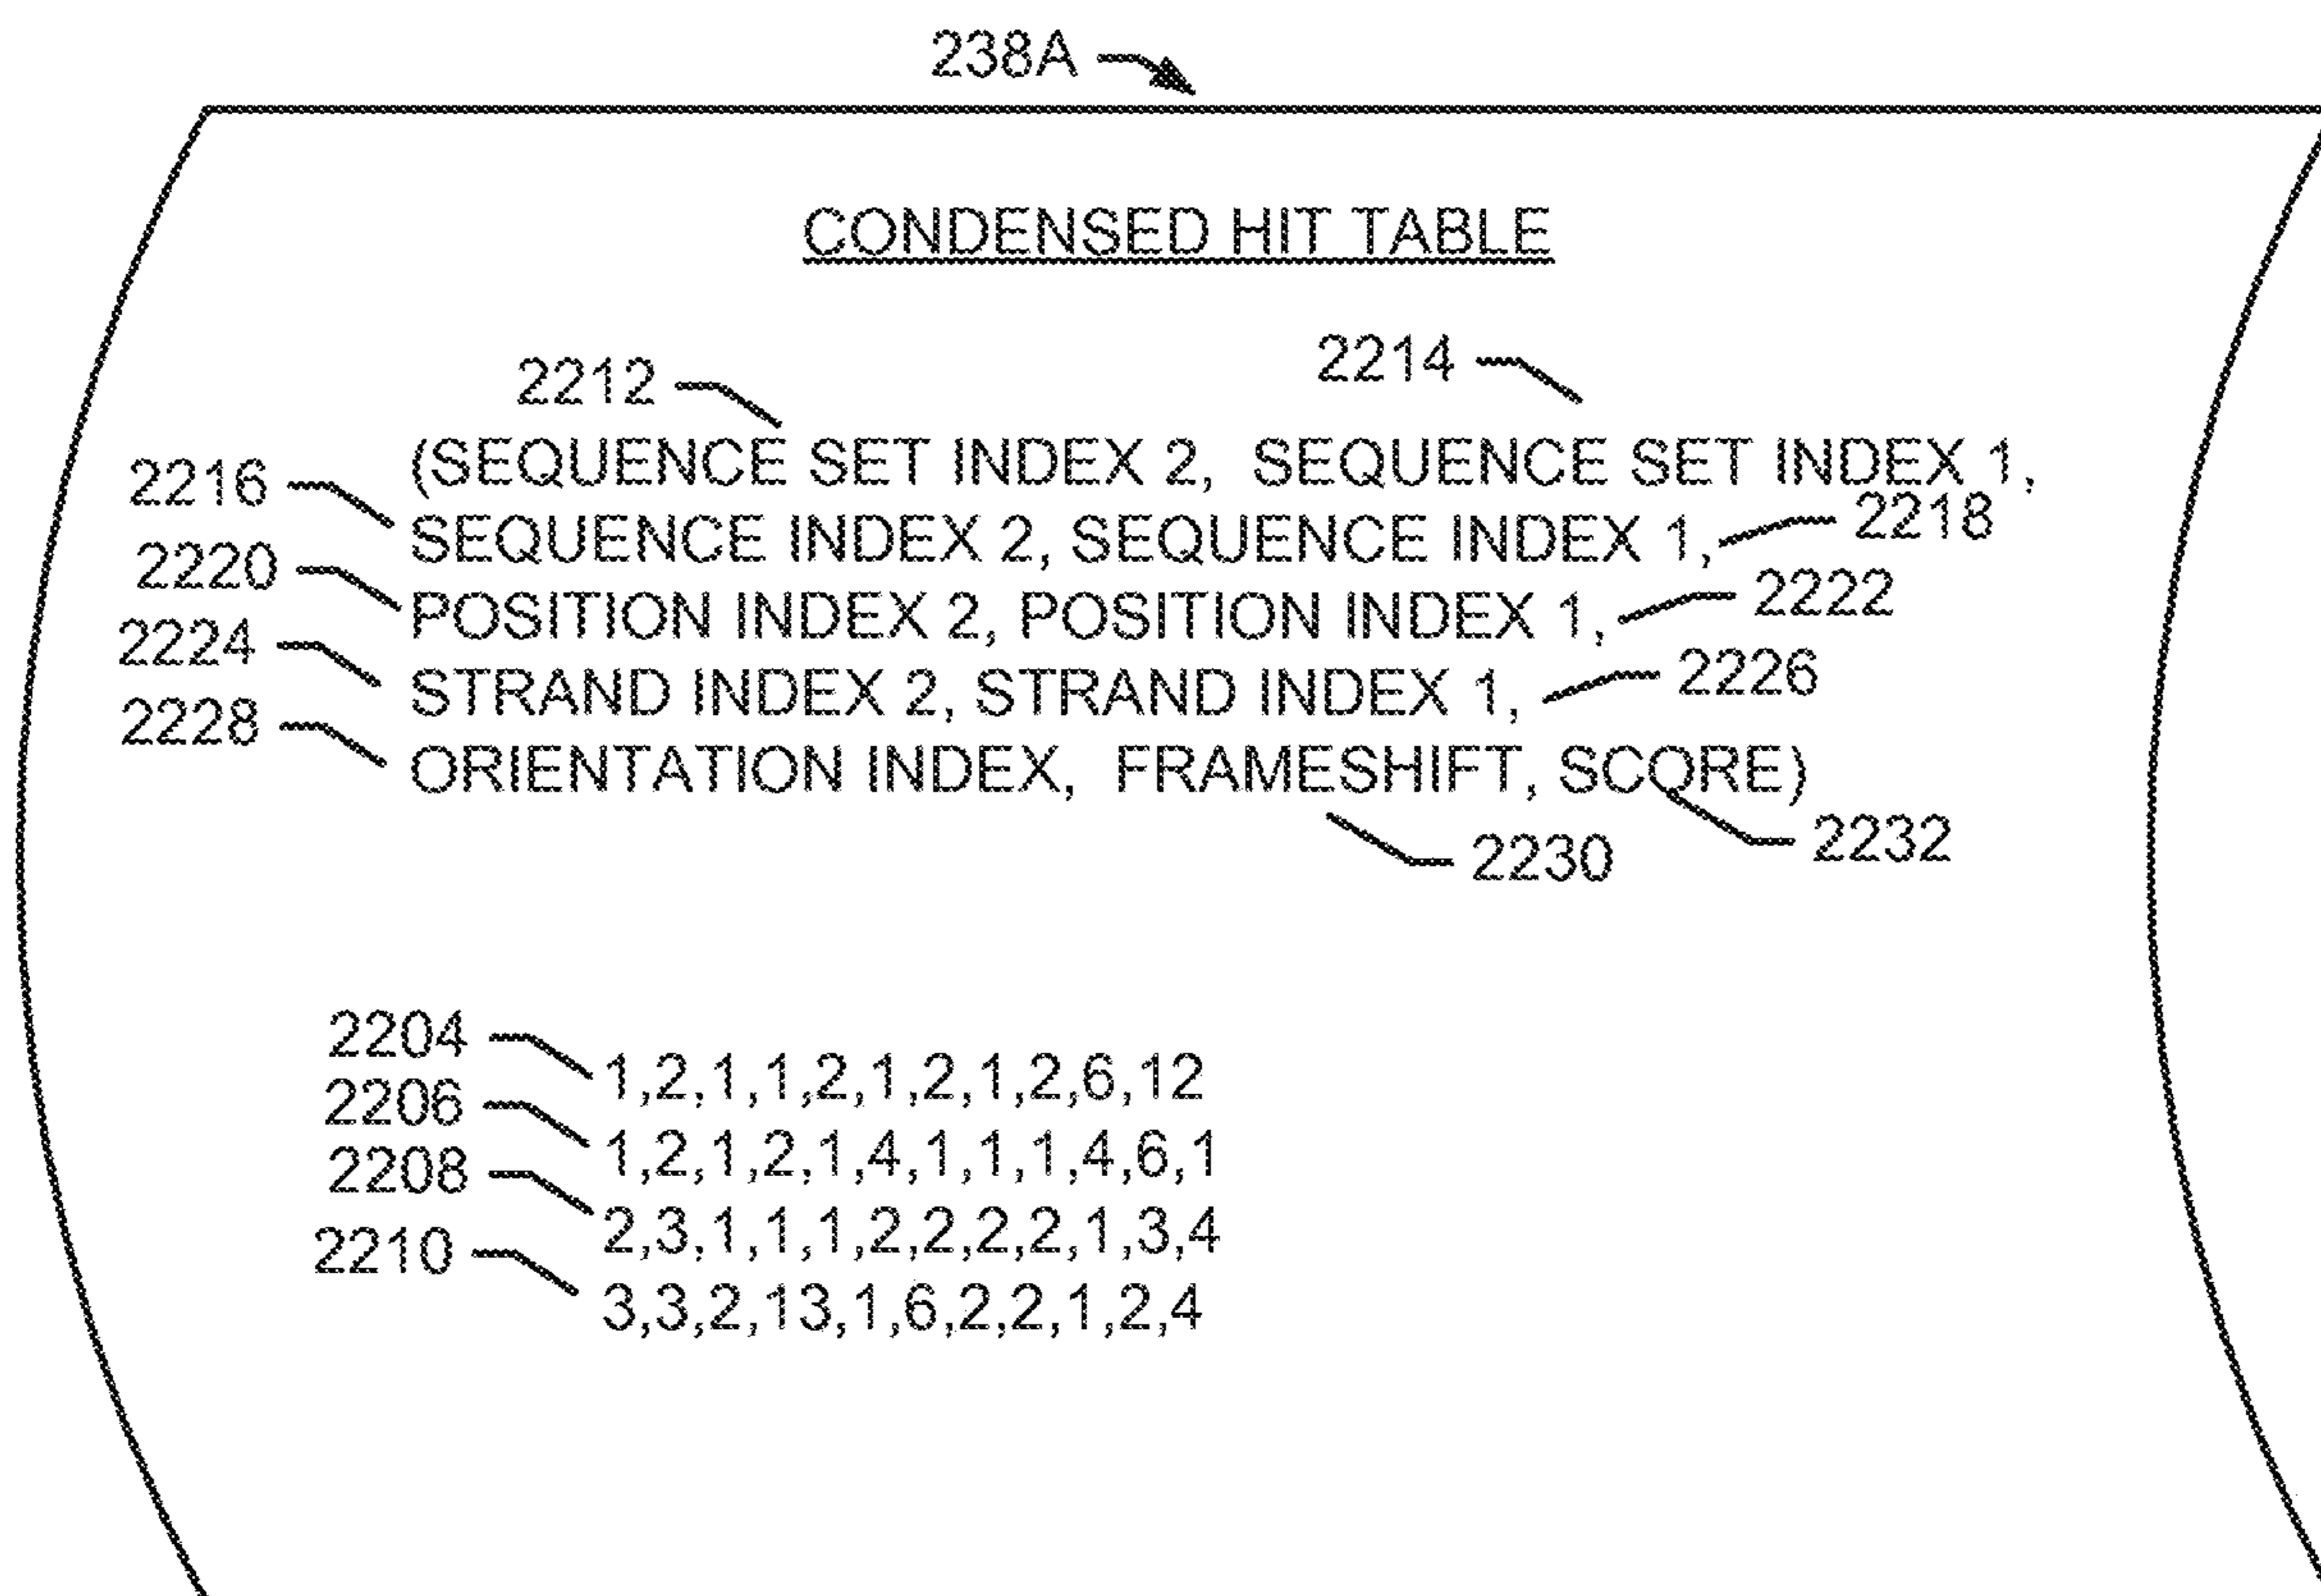 238A
CONDENSED HIT TABLE
2212 2214
2216 (SEQUENCE SET INDEX 2, SEQUENCE SET INDEX 1,
SEQUENCE INDEX 2, SEQUENCE INDEX 1, 2218
2220 POSITION INDEX 2, POSITION INDEX 1, 2222
2224 STRAND INDEX 2, STRAND INDEX 1, 2226
2228 ORIENTATION INDEX, FRAMESHIFT, SCORE)
2230 2232
2204 1,2,1,1,2,1,2,1,2,6,12
2206 1,2,1,2,1,4,1,1,1,4,6,1
2208 2,3,1,1,1,2,2,2,2,1,3,4
2210 3,3,2,13,1,6,2,2,1,2,4